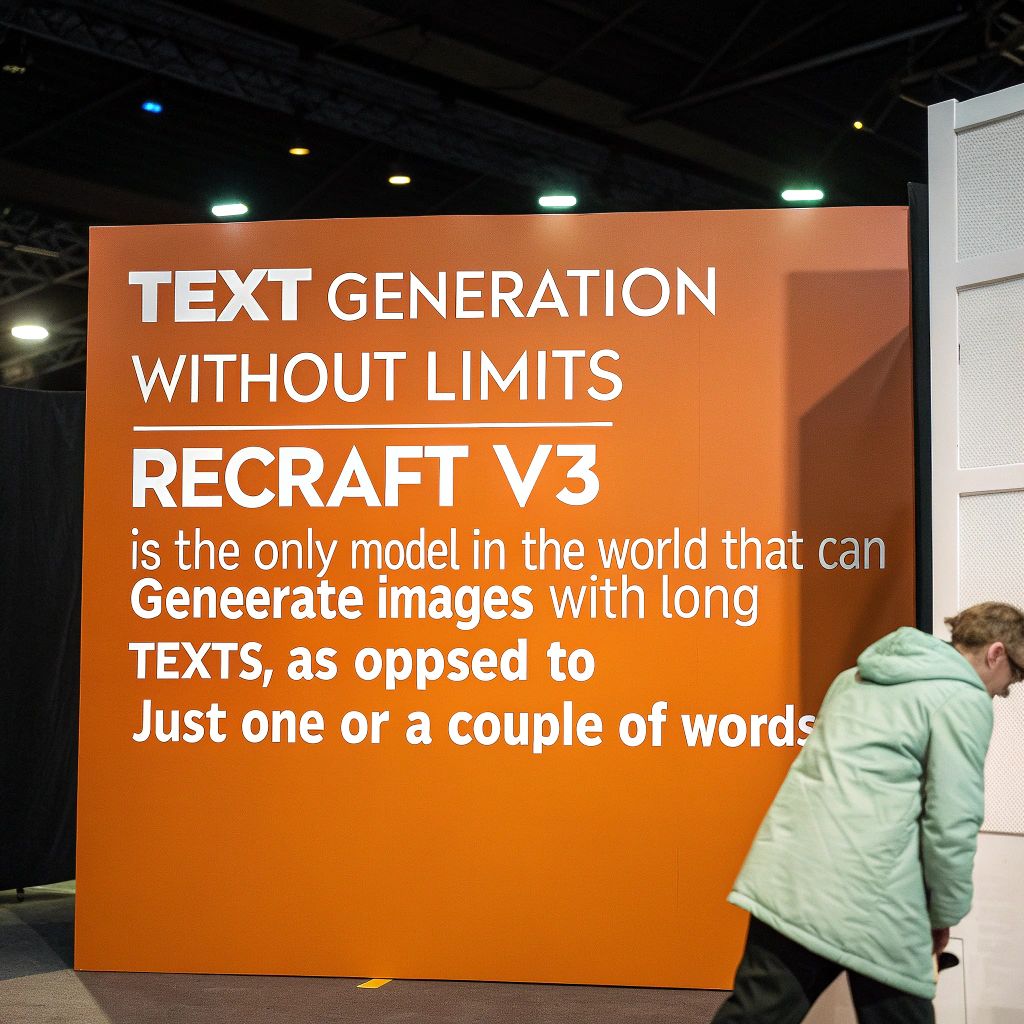 TEXT GENERATION
WITHOUT LIMITS
RECRAFT V3
is the only model in the world that can
Geneerate images with long
TEXTS, as oppsed to
Just one or a couple of words